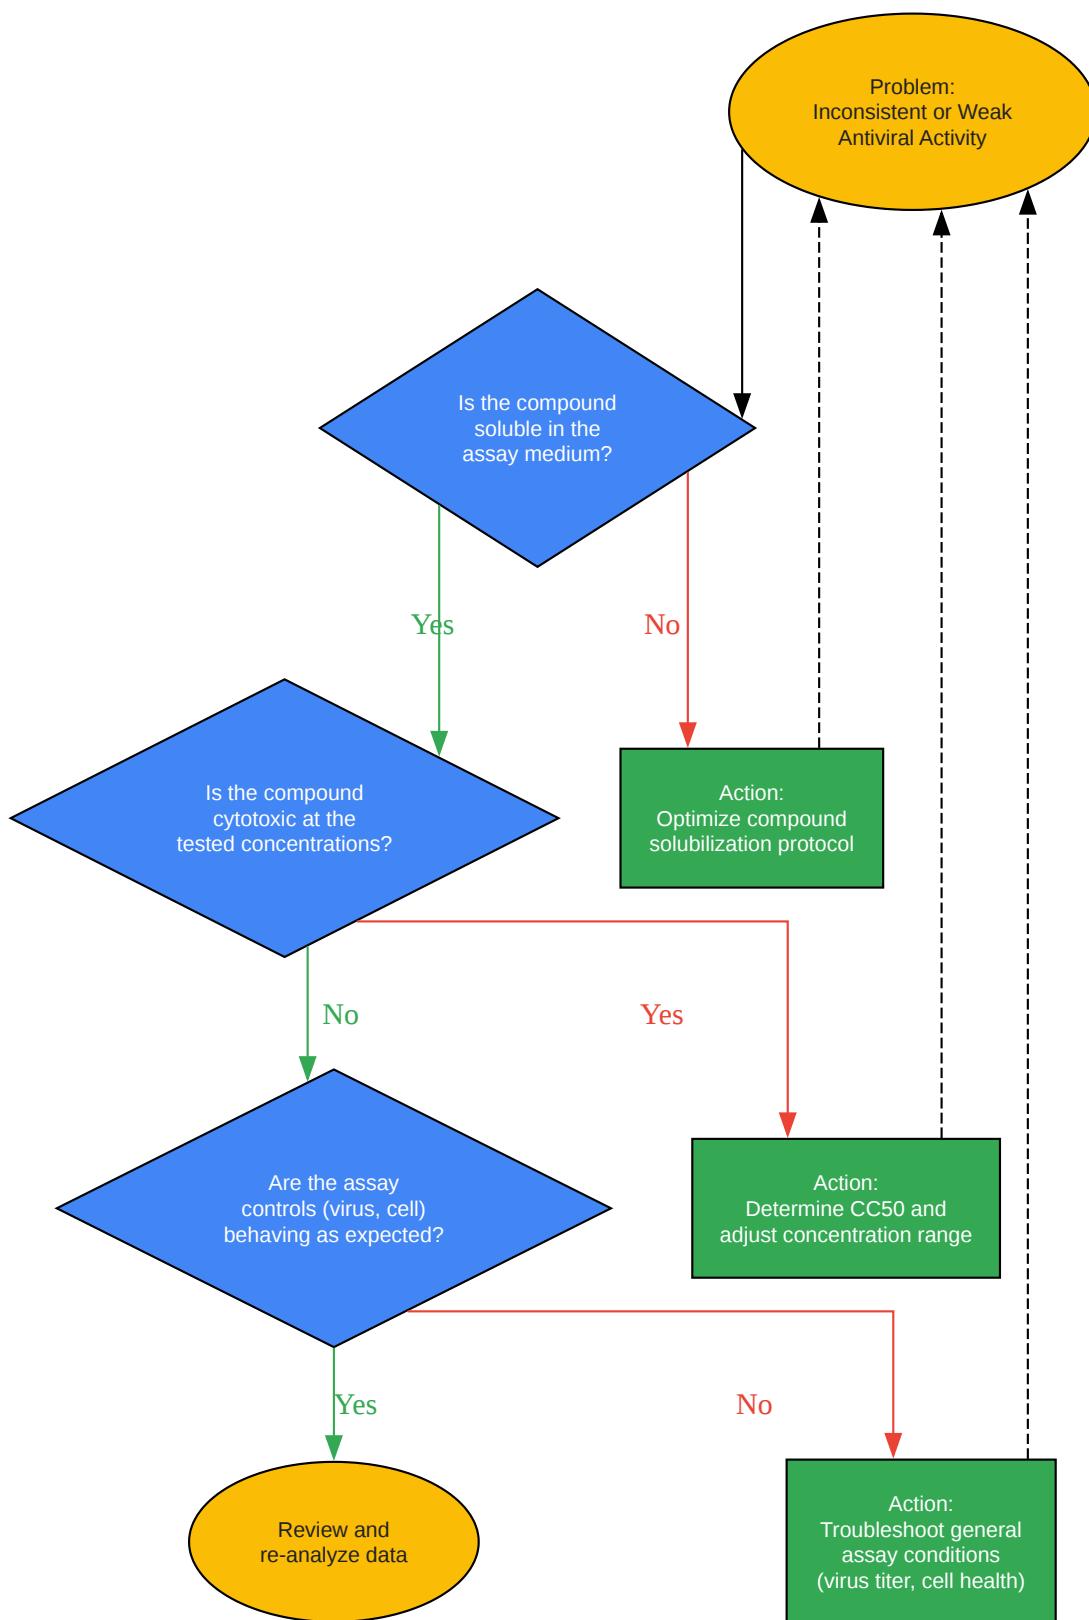 Problem:
Inconsistent or Weak
Antiviral Activity
Is the compound
soluble in the
assay medium?
Yes
No
Is the compound
cytotoxic at the
tested concentrations?
Action:
Optimize compound
solubilization protocol
No
Yes
Are the assay
controls (virus, cell)
behaving as expected?
Action:
Determine CC50 and
adjust concentration range
Yes
No
Review and
re-analyze data
Action:
Troubleshoot general
assay conditions
(virus titer, cell health)